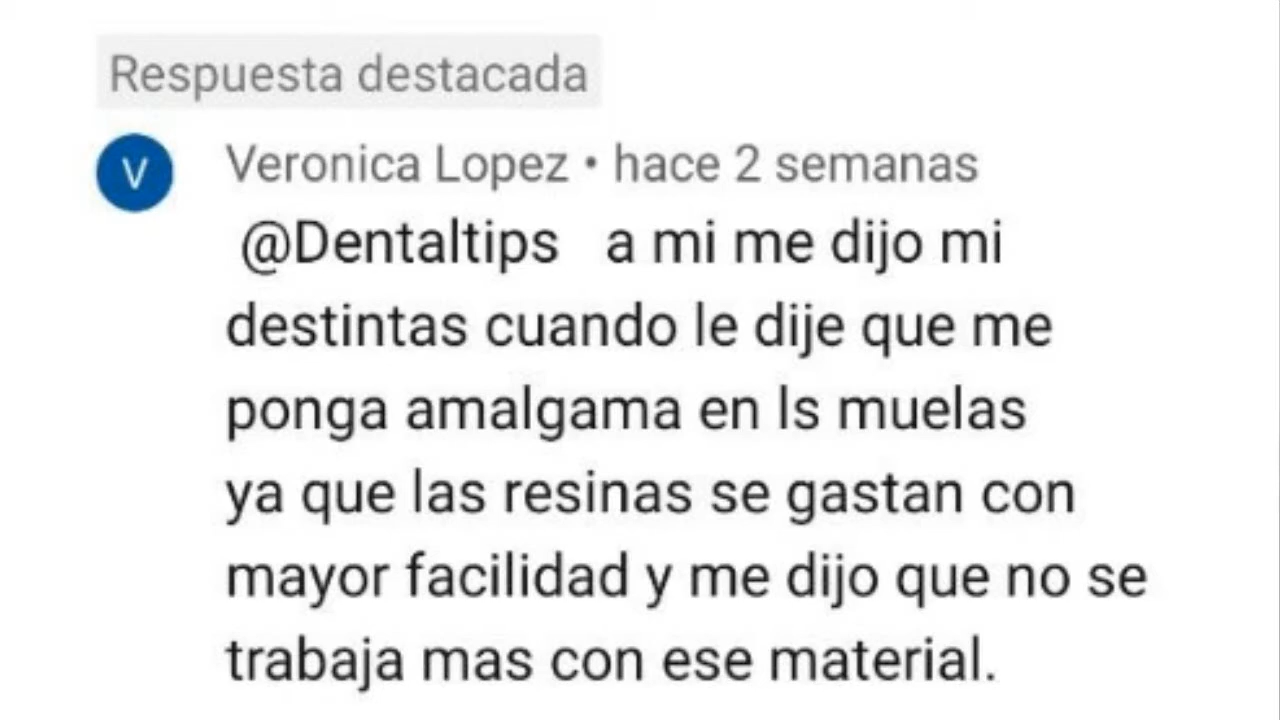 Respuesta destacada
V
Veronica Lopez • hace 2 semanas
@Dentaltips a mi me dijo mi
destintas cuando le dije que me
ponga amalgama en ls muelas
ya que las resinas se gastan con
mayor facilidad y me dijo que no se
trabaja mas con ese material.